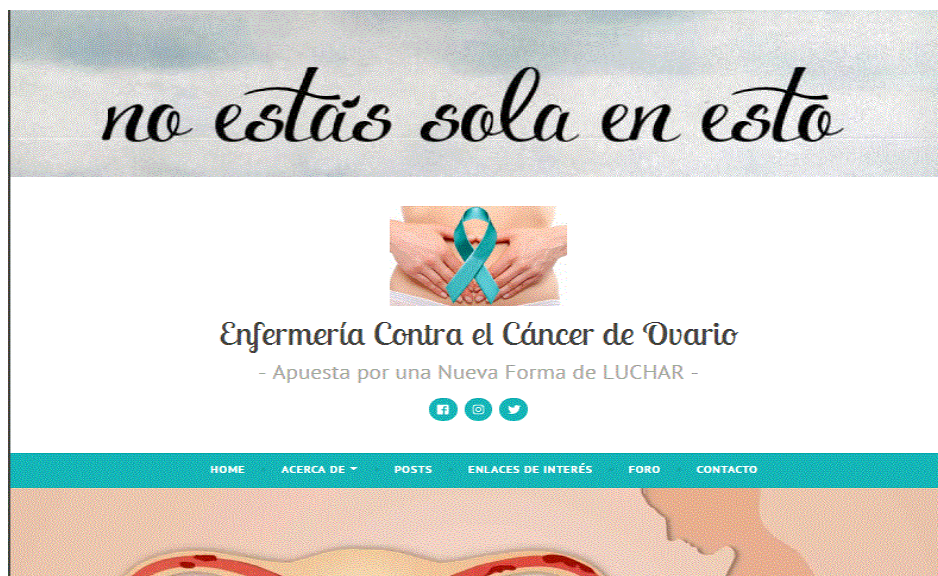 no estás sola en esto
Enfermería Contra el Cáncer de Ovario
- Apuesta por una Nueva Forma de LUCHAR -
HOME ACERCA DE POSTS ENLACES DE INTERÉS FORO CONTACTO